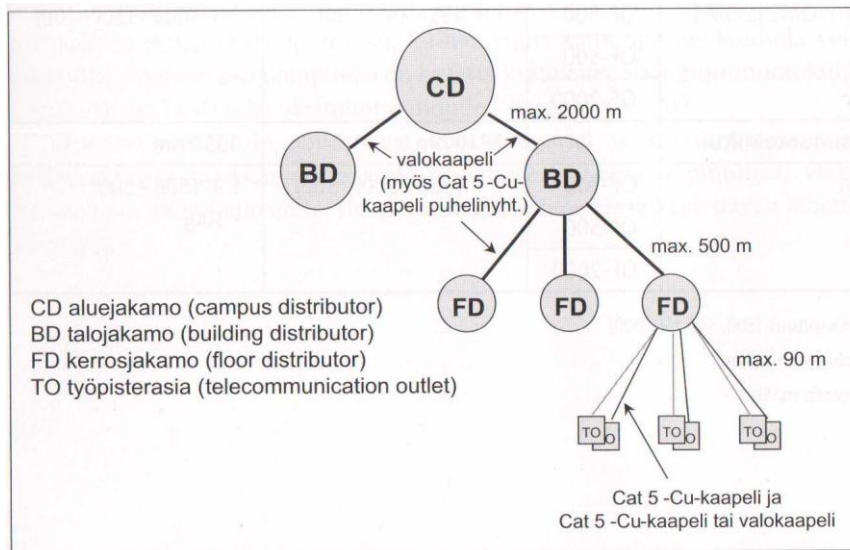 CD
max. 2000 m
BD
valokaapeli
(myös Cat 5-Cu-
kaapeli puhelinyht.)
BD
max. 500 m
FD
FD
FD
CD aluejakamo (campus distributor)
BD talojakamo (building distributor)
FD kerrosjakamo (floor distributor)
TO työpisterasia (telecommunication outlet)
max. 90 m
TO
O
TO
O
TO
O
Cat 5 -Cu-kaapeli ja
Cat 5 -Cu-kaapeli tai valokaapeli